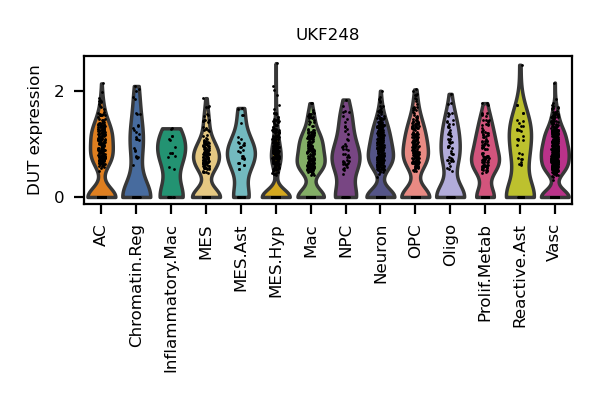 UKF248
DUT expression
2
0
AC
Chromatin.Reg
Inflammatory.Mac
MES
MES.Ast
MES.Hyp
Mac
NPC
Neuron
OPC
Oligo
Prolif.Metab
Reactive.Ast
Vasc